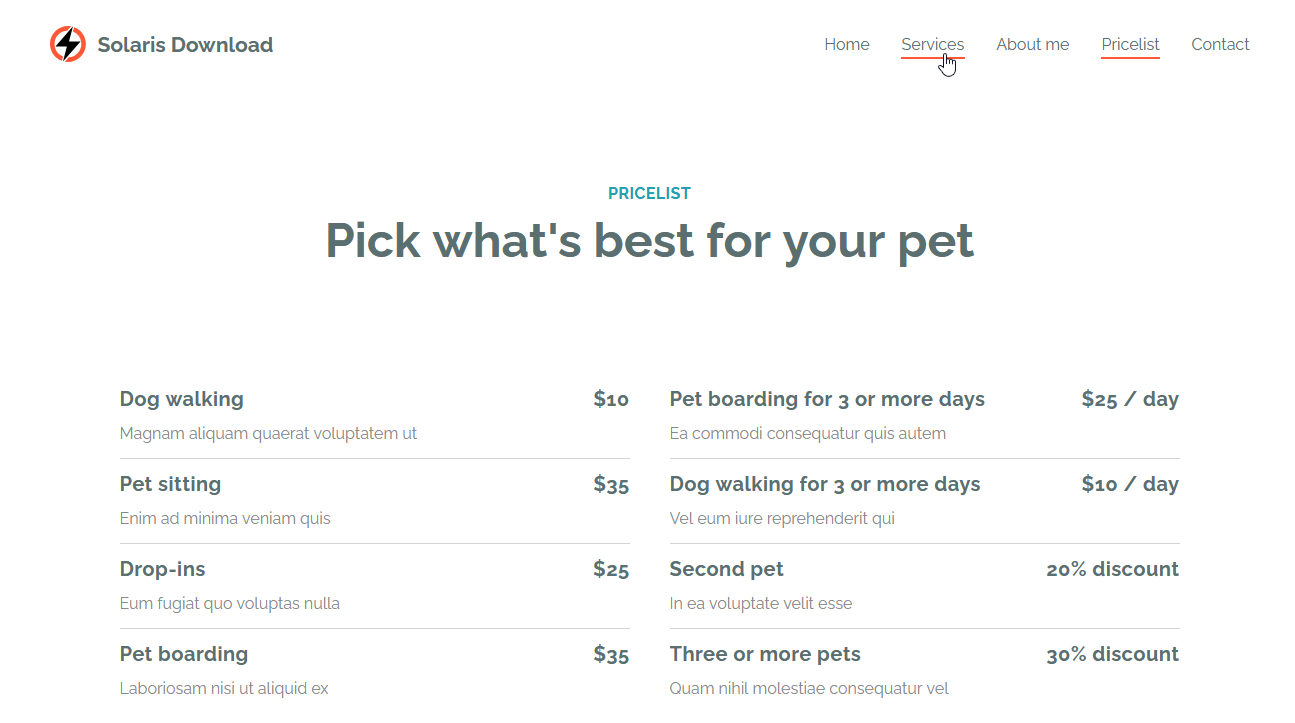 Solaris Download
Home Services About me Pricelist Contact
PRICELIST
Pick what's best for your pet
Dog walking $10
Magnam aliquam quaerat voluptatem ut
Pet sitting $35
Enim ad minima veniam quis
Drop-ins $25
Eum fugiat quo voluptas nulla
Pet boarding $35
Laboriosam nisi ut aliquid ex
Pet boarding for 3 or more days $25 / day
Ea commodi consequatur quis autem
Dog walking for 3 or more days $10 / day
Vel eum iure reprehenderit qui
Second pet 20% discount
In ea voluptate velit esse
Three or more pets 30% discount
Quam nihil molestiae consequatur vel